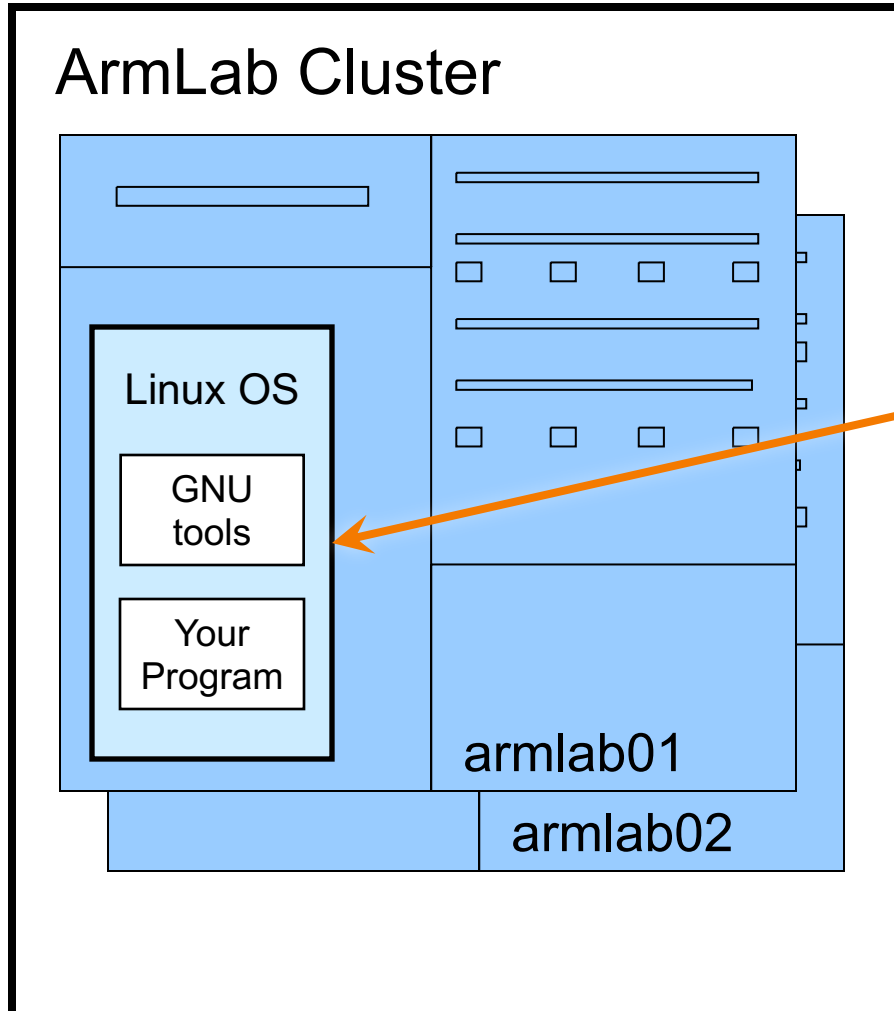 ArmLab Cluster
Linux OS
GNU
tools
Your
Program
armlab01
armlab02